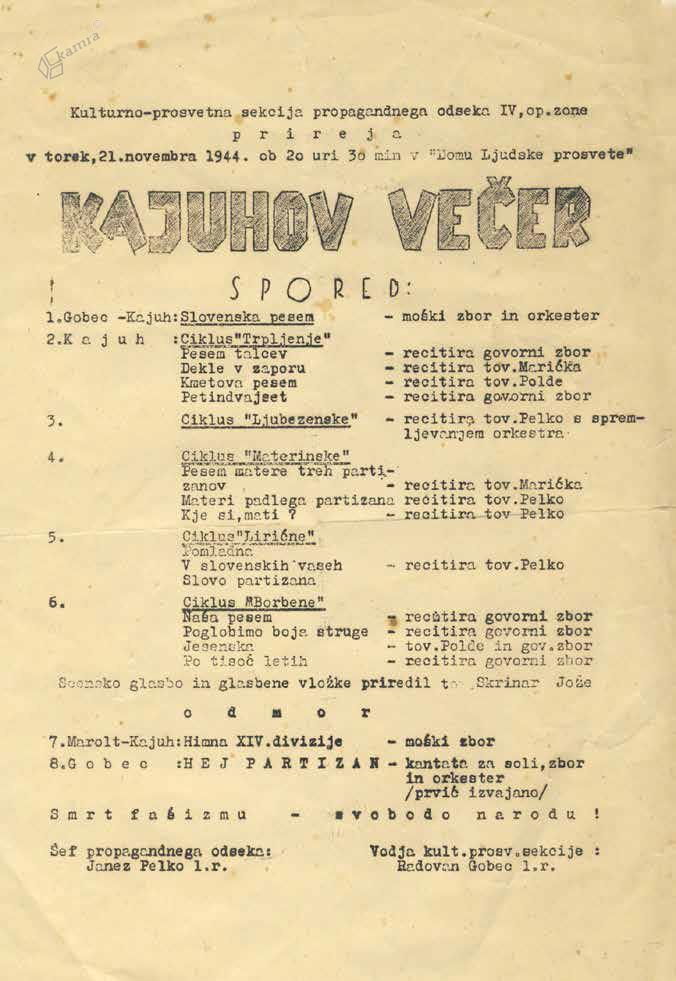 kamra
Kulturno-prosvetna sekcija propagandnega odseka IV,op.zone
p r i r e j a
v torek,21.novembra 1944. ob 2o uri 3o min v "Domu Ljudske prosvete"
KAJUHOV VEČER
SPORED:
1.Gobec -Kajuh:Slovenska pesem - moški zbor in orkester
2.K a j u h :Ciklus"Trpljenje"
Pesem talcev - recitira govorni zbor
Dekle v zaporu - recitira tov.Marička
Kmetova pesem - recitira tov.Polde
Petindvajset - recitira govorni zbor
3. Ciklus "Ljubezenske" - recitira tov.Pelko s sprem-
ljevanjem orkestra.
4. Ciklus "Materinske"
Pesem matere treh parti-
zanov - recitira tov.Marička
Materi padlega partizana recitira tov.Pelko
Kje si,mati ? - recitira tov Pelko
5. Ciklus"Lirične"
Pomladna
V slovenskih vaseh - recitira tov.Pelko
Slovo partizana
6. Ciklus "Borbene"
Naša pesem - recitira govorni zbor
Poglobimo boja struge - recitira govorni zbor
Jesenska - tov.Polde in gov.zbor
Po tisoč letih - recitira govorni zbor
Scensko glasbo in glasbene vložke priredil Skrinar Jože
o d m o r
7.Marolt-Kajuh:Himna XIV.divizije - moški zbor
8.G o b e c :H E J P A R T I Z A N - kantata za soli,zbor
in orkester
/prvič izvajano/
S m r t f a š i z m u - s v o b o d o n a r o d u !
Šef propagandnega odseka: Vodja kult.prosv.sekcije :
Janez Pelko l.r. Radovan Gobec l.r.